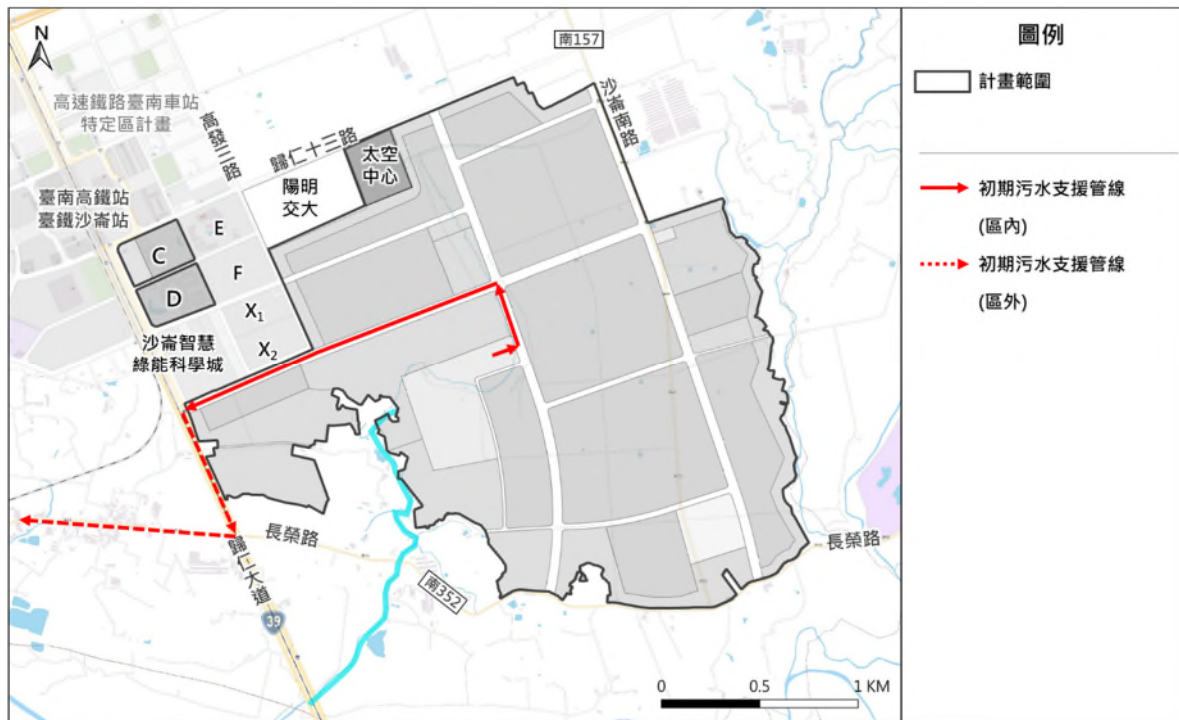 N
南157
高速鐵路臺南車站
特定區計畫
高發三路
歸仁十三路
沙崙南路
太空
中心
陽明
交大
臺南高鐵站
臺鐵沙崙站
C
E
D
F
X1
X2
沙崙智慧
綠能科學城
長榮路
長榮路
歸仁大道
南352
39
0 0.5 1 KM
圖例
計畫範圍
初期污水支援管線
(區內)
初期污水支援管線
(區外)